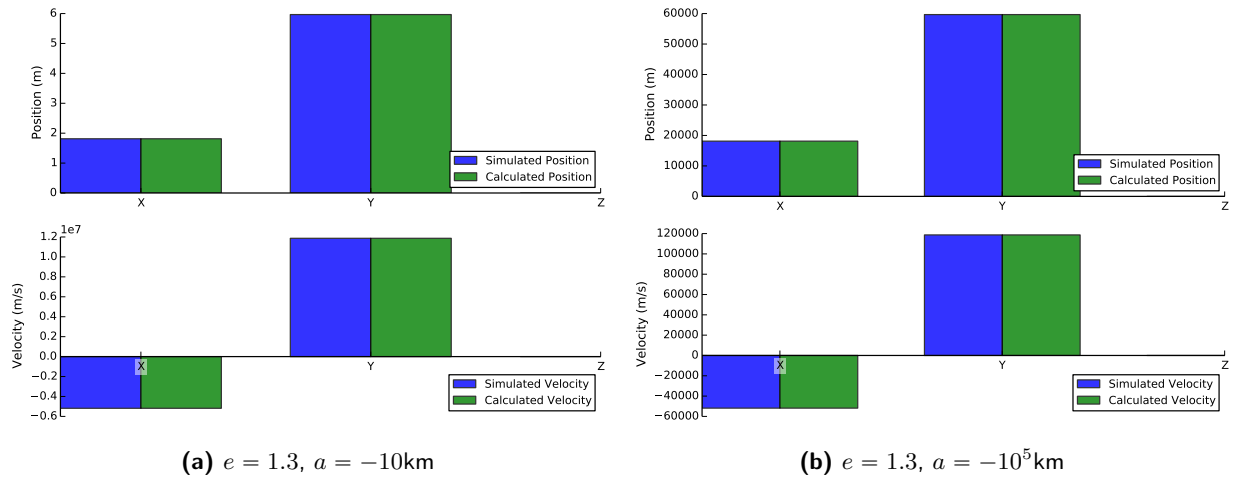 6
5
4
3
2
1
0
Position (m)
X
Y
Z
Simulated Position
Calculated Position
1e7
1.2
1.0
0.8
0.6
0.4
0.2
0.0
−0.2
−0.4
−0.6
Velocity (m/s)
X
Y
Z
Simulated Velocity
Calculated Velocity
(a) e = 1.3, a = −10km
60000
50000
40000
30000
20000
10000
0
Position (m)
X
Y
Z
Simulated Position
Calculated Position
120000
100000
80000
60000
40000
20000
0
−20000
−40000
−60000
Velocity (m/s)
X
Y
Z
Simulated Velocity
Calculated Velocity
(b) e = 1.3, a = −10⁵km